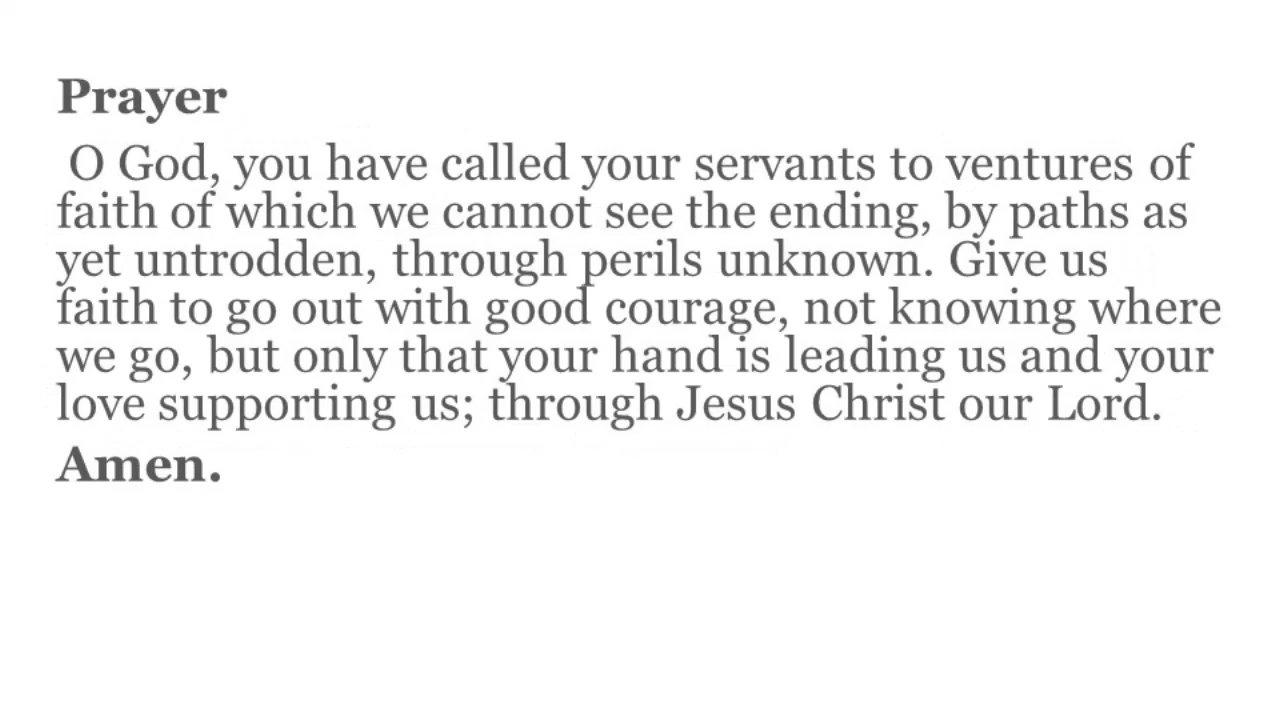 Prayer
O God, you have called your servants to ventures of
faith of which we cannot see the ending, by paths as
yet untrodden, through perils unknown. Give us
faith to go out with good courage, not knowing where
we go, but only that your hand is leading us and your
love supporting us; through Jesus Christ our Lord.
Amen.